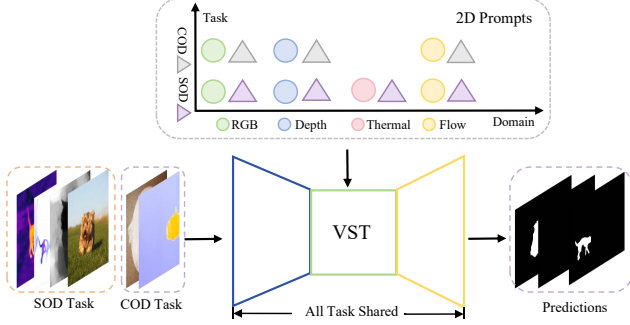 Task
2D Prompts
COD
SOD
Domain
RGB
Depth
Thermal
Flow
VST
SOD Task
COD Task
All Task Shared
Predictions